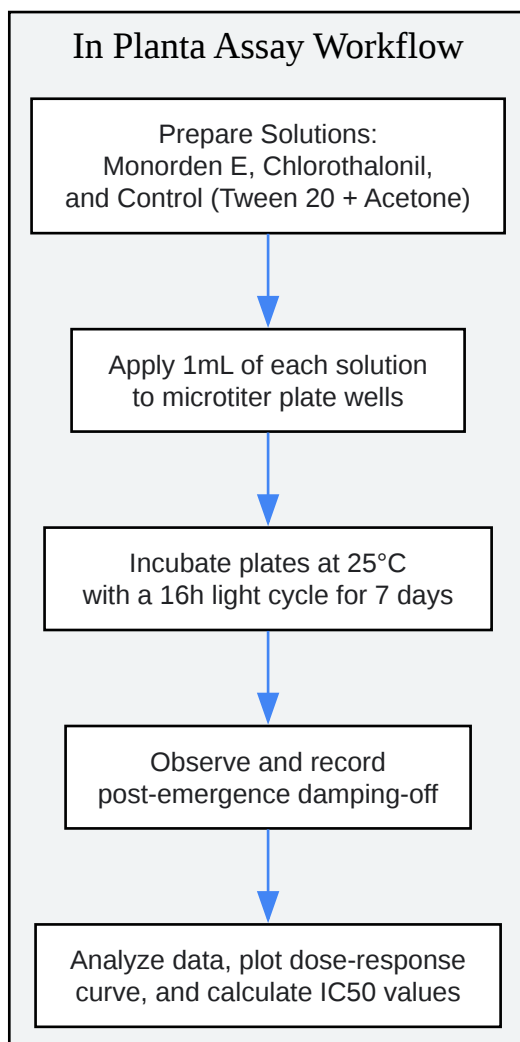 In Planta Assay Workflow
Prepare Solutions:
Monorden E, Chlorothalonil,
and Control (Tween 20 + Acetone)
Apply 1mL of each solution
to microtiter plate wells
Incubate plates at 25°C
with a 16h light cycle for 7 days
Observe and record
post-emergence damping-off
Analyze data, plot dose-response
curve, and calculate IC50 values